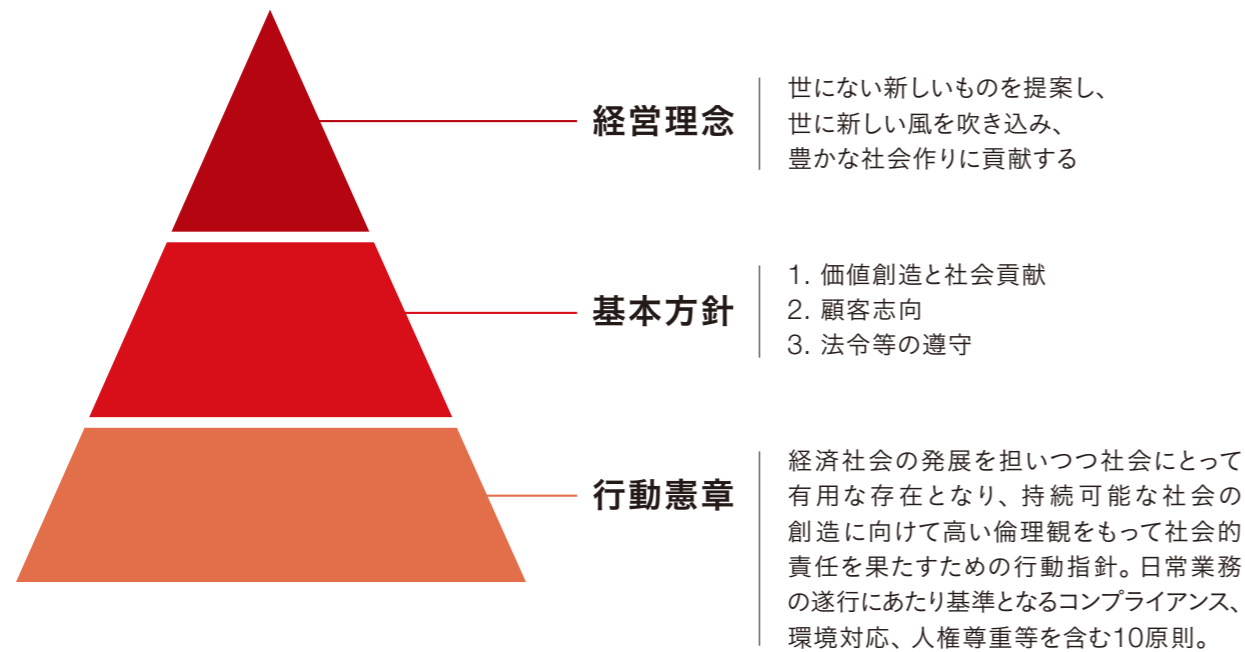 経営理念
世にない新しいものを提案し、
世に新しい風を吹き込み、
豊かな社会作りに貢献する
基本方針
1. 価値創造と社会貢献
2. 顧客志向
3. 法令等の遵守
行動憲章
経済社会の発展を担いつつ社会にとって
有用な存在となり、持続可能な社会の
創造に向けて高い倫理観をもって社会的
責任を果たすための行動指針。日常業務
の遂行にあたり基準となるコンプライアンス、
環境対応、人権尊重等を含む10原則。